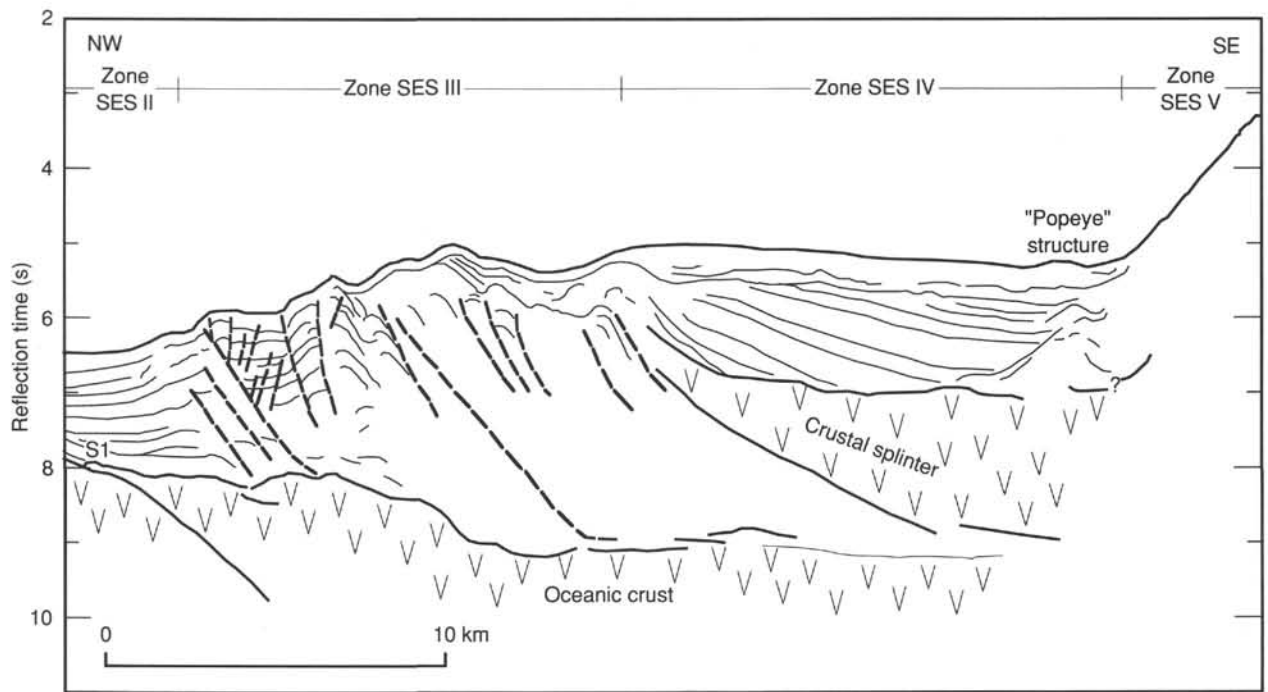 2
NW
SE
Zone
SES II
Zone SES III
Zone SES IV
Zone
SES V
4
"Popeye"
structure
Reflection time (s)
6
?
Crustal splinter
S1
8
Oceanic crust
10
0
10 km